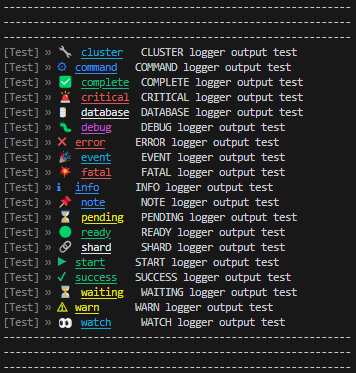 --------------------------------------------------
--------------------------------------------------
--------------------------------------------------
[Test] » 🔧 cluster CLUSTER logger output test
[Test] » ⚙ command COMMAND logger output test
[Test] » ✅ complete COMPLETE logger output test
[Test] » 🚨 critical CRITICAL logger output test
[Test] » 🛢 database DATABASE logger output test
[Test] » 🐛 debug DEBUG logger output test
[Test] » ✕ error ERROR logger output test
[Test] » 🎉 event EVENT logger output test
[Test] » 💥 fatal FATAL logger output test
[Test] » ℹ info INFO logger output test
[Test] » 📌 note NOTE logger output test
[Test] » ⏳ pending PENDING logger output test
[Test] » 🟢 ready READY logger output test
[Test] » 🔗 shard SHARD logger output test
[Test] » ▶ start START logger output test
[Test] » ✓ success SUCCESS logger output test
[Test] » ⏳ waiting WAITING logger output test
[Test] » ⚠ warn WARN logger output test
[Test] » 👀 watch WATCH logger output test
--------------------------------------------------
--------------------------------------------------
--------------------------------------------------